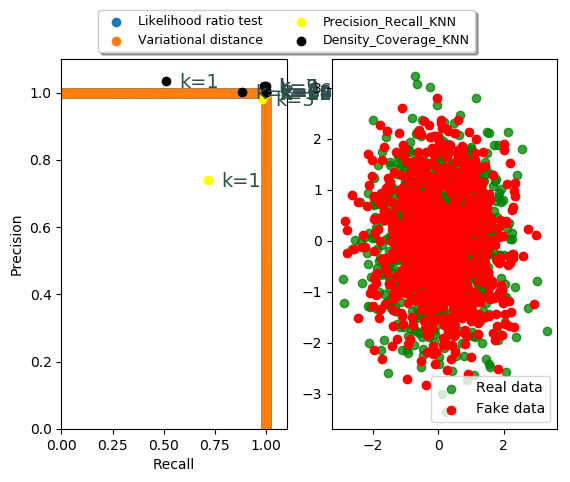 Likelihood ratio test
Variational distance
Precision_Recall_KNN
Density_Coverage_KNN
k=1
k=3
k=1
1.0
0.8
0.6
0.4
0.2
0.0
Precision
0.00
0.25
0.50
0.75
1.00
Recall
3
2
1
0
−1
−2
−3
−2
0
2
Real data
Fake data